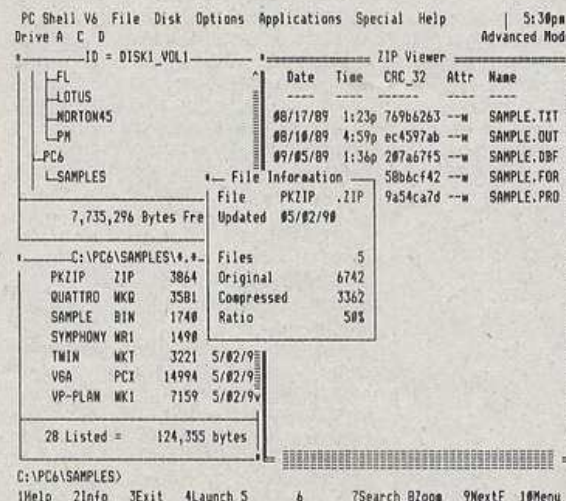 PC Shell V6 File Disk Options Applications Special Help | 5:30pm
Drive A C D Advanced Mod
ID = DISK1_VOL1
FL
LOTUS
NORTON45
PM
PC6
SAMPLES
7,735,296 Bytes Fre
ZIP Viewer
Date Time CRC_32 Attr Name
08/17/89 1:23p 769b6263 --w SAMPLE.TXT
08/10/89 4:59p ec4597ab --w SAMPLE.OUT
09/05/89 1:36p 207a67f5 --w SAMPLE.DBF
58b6cf42 --w SAMPLE.FOR
9a54ca7d --w SAMPLE.PRO
File Information
File PKZIP .ZIP
Updated 05/02/90
Files 5
Original 6742
Compressed 3362
Ratio 50%
C:\PC6\SAMPLES\*.*
PKZIP ZIP 3864
QUATTRO WKQ 3581
SAMPLE BIN 1740
SYMPHONY WR1 1490
TWIN WKT 3221 5/02/9
VGA PCX 14994 5/02/9
VP-PLAN WK1 7159 5/02/9
28 Listed = 124,355 bytes
C:\PC6\SAMPLES>
1Help 2Info 3Exit 4Launch 5 6 7Search 8Zoom 9NextF 10Menu